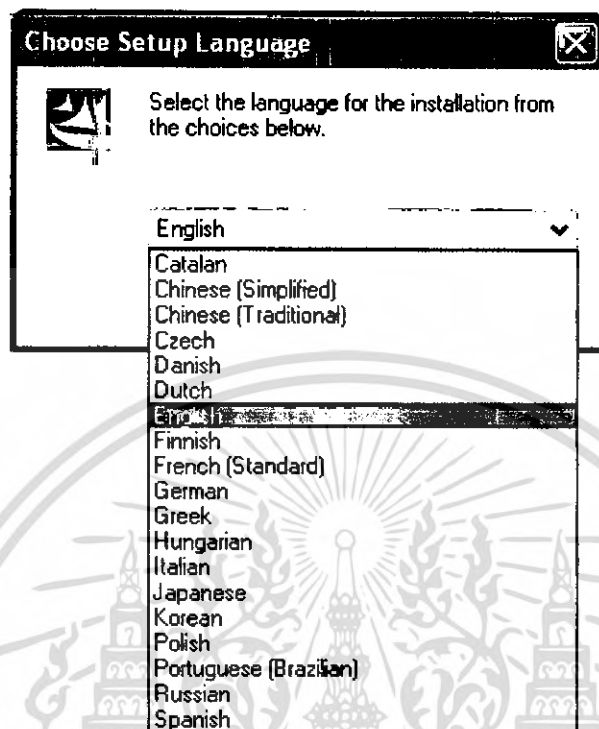 Choose Setup Language
Select the language for the installation from
the choices below.
English
Catalan
Chinese (Simplified)
Chinese (Traditional)
Czech
Danish
Dutch
English
Finnish
French (Standard)
German
Greek
Hungarian
Italian
Japanese
Korean
Polish
Portuguese (Brazilian)
Russian
Spanish